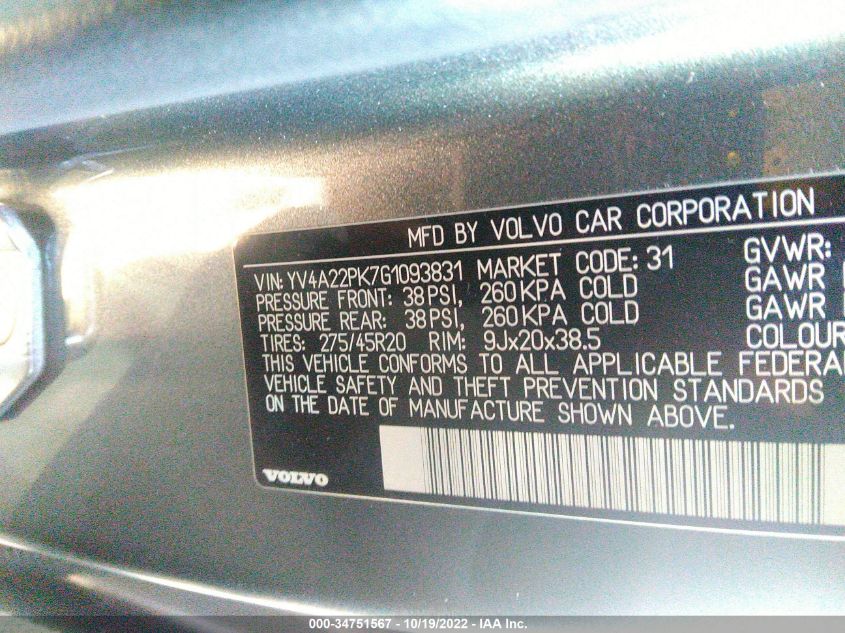 MFD BY VOLVO CAR CORPORATION
VIN: YV4A22PK7G1093831 MARKET CODE: 31 GVWR:
PRESSURE FRONT: 38 PSI, 260 KPA COLD GAWR
PRESSURE REAR: 38 PSI, 260 KPA COLD GAWR
TIRES: 275/45R20 RIM: 9Jx20x38.5 COLOUR
THIS VEHICLE CONFORMS TO ALL APPLICABLE FEDERAL
VEHICLE SAFETY AND THEFT PREVENTION STANDARDS
ON THE DATE OF MANUFACTURE SHOWN ABOVE.
VOLVO
000-34751567 - 10/19/2022 - IAA Inc.